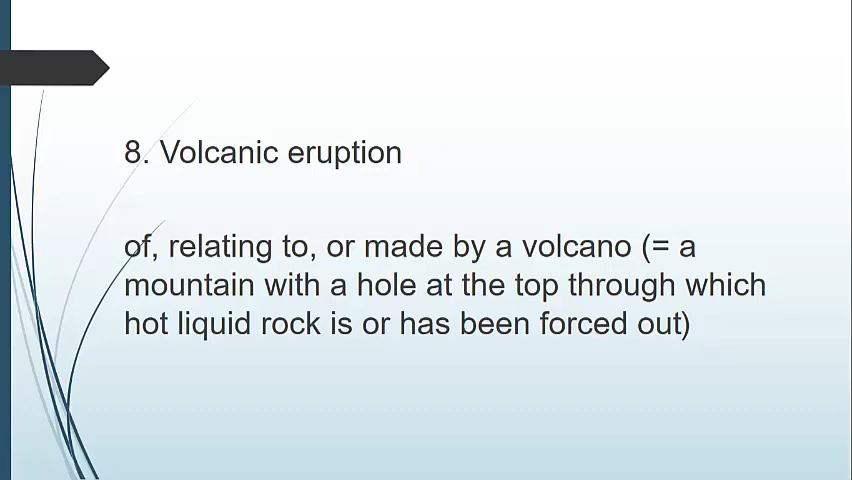 8. Volcanic eruption
of, relating to, or made by a volcano (= a
mountain with a hole at the top through which
hot liquid rock is or has been forced out)